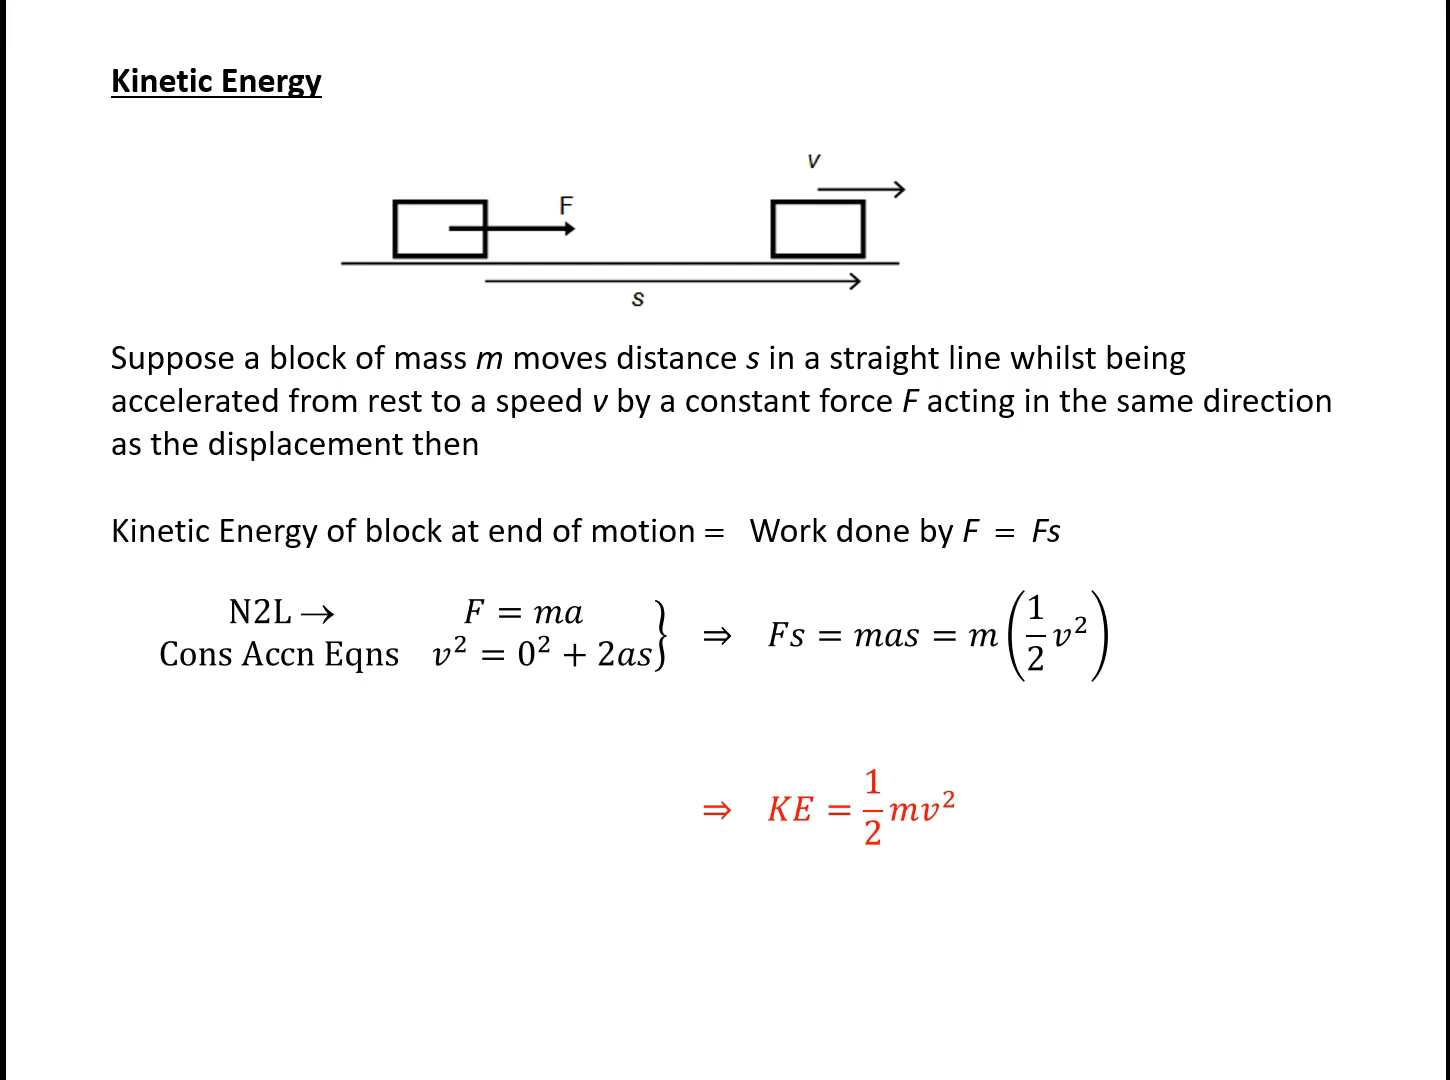 Kinetic Energy
v
F
s
Suppose a block of mass m moves distance s in a straight line whilst being
accelerated from rest to a speed v by a constant force F acting in the same direction
as the displacement then
Kinetic Energy of block at end of motion = Work done by F = Fs
N2L → F = ma
Cons Accn Eqns v² = 0² + 2as} ⇒ Fs = mas = m(1/2 v²)
⇒ KE = 1/2 mv²